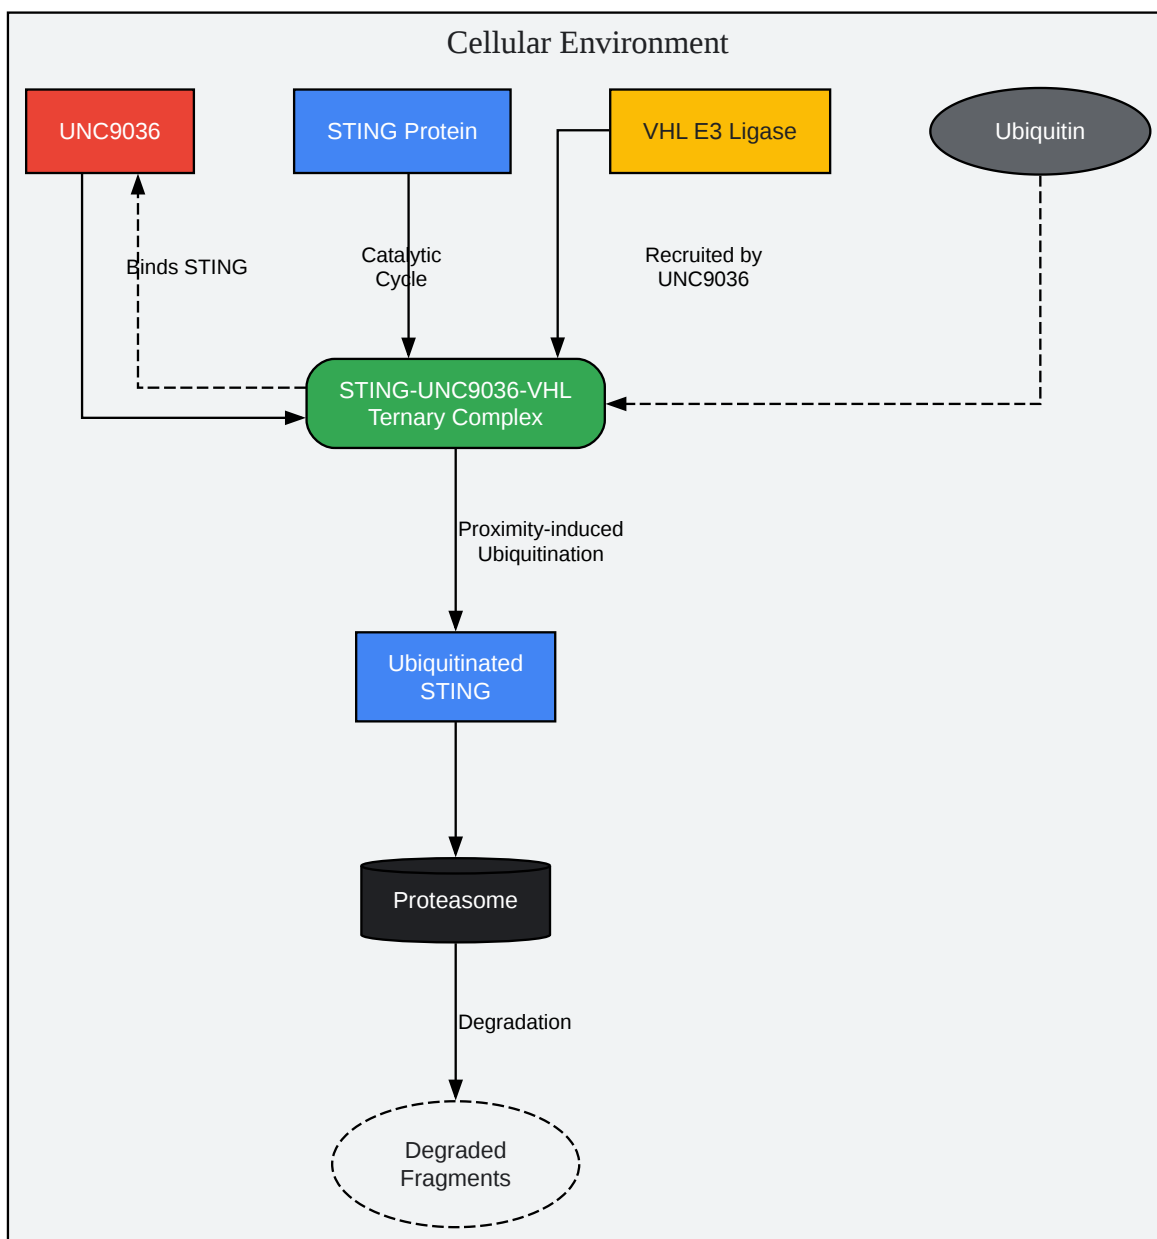 Cellular Environment
UNC9036
STING Protein
VHL E3 Ligase
Ubiquitin
Binds STING
Catalytic
Cycle
Recruited by
UNC9036
STING-UNC9036-VHL
Ternary Complex
Proximity-induced
Ubiquitination
Ubiquitinated
STING
Proteasome
Degradation
Degraded
Fragments